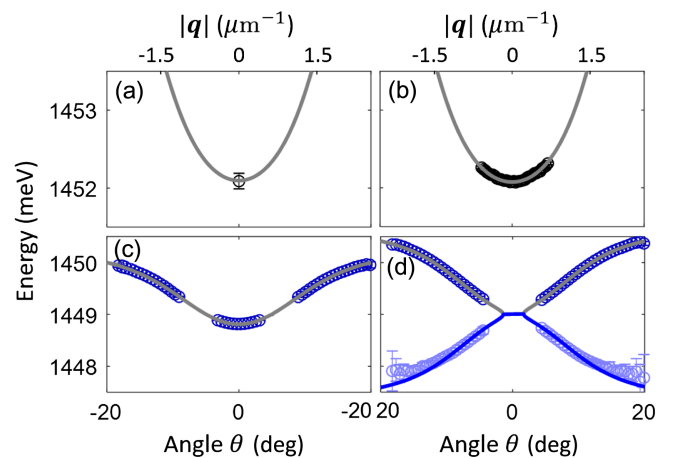 |q| (μm⁻¹) |q| (μm⁻¹)
-1.5 0 1.5 -1.5 0 1.5
(a) (b)
1453
1452
Energy (meV)
(c) (d)
1450
1449
1448
-20 0 -20 20 0 20
Angle θ (deg) Angle θ (deg)